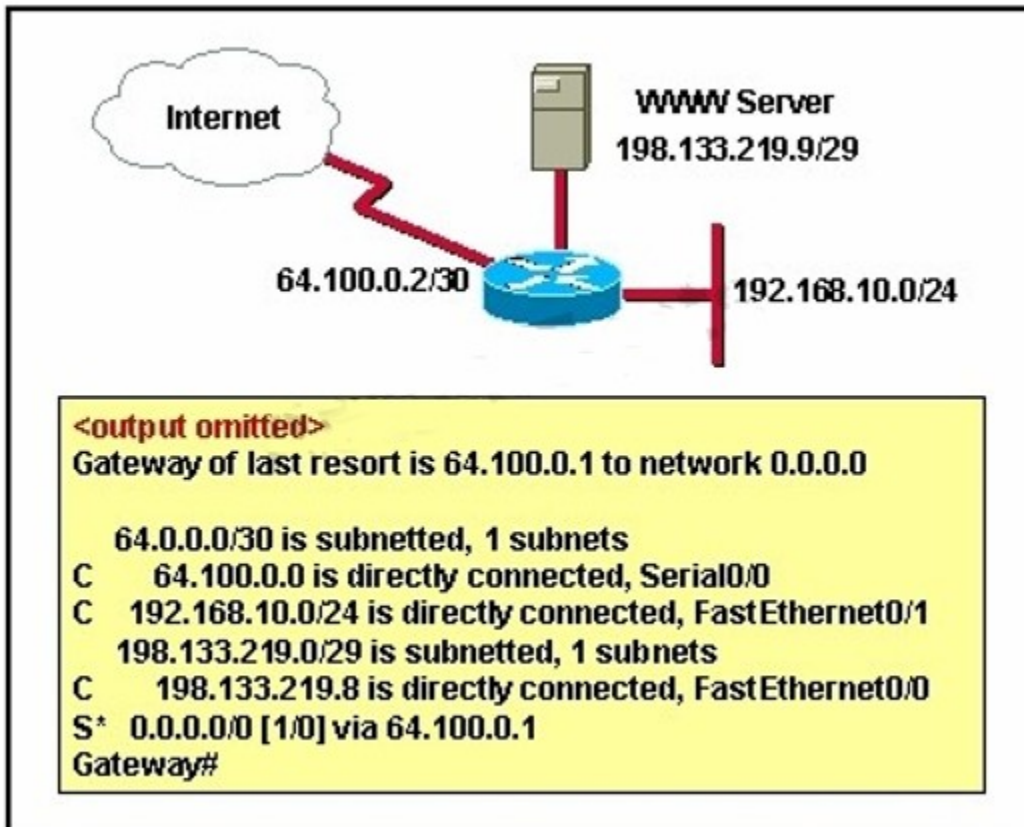 Internet
WWW Server
198.133.219.9/29
64.100.0.2/30
192.168.10.0/24
<output omitted>
Gateway of last resort is 64.100.0.1 to network 0.0.0.0
64.0.0.0/30 is subnetted, 1 subnets
C 64.100.0.0 is directly connected, Serial0/0
C 192.168.10.0/24 is directly connected, FastEthernet0/1
198.133.219.0/29 is subnetted, 1 subnets
C 198.133.219.8 is directly connected, FastEthernet0/0
S* 0.0.0.0/0 [1/0] via 64.100.0.1
Gateway#